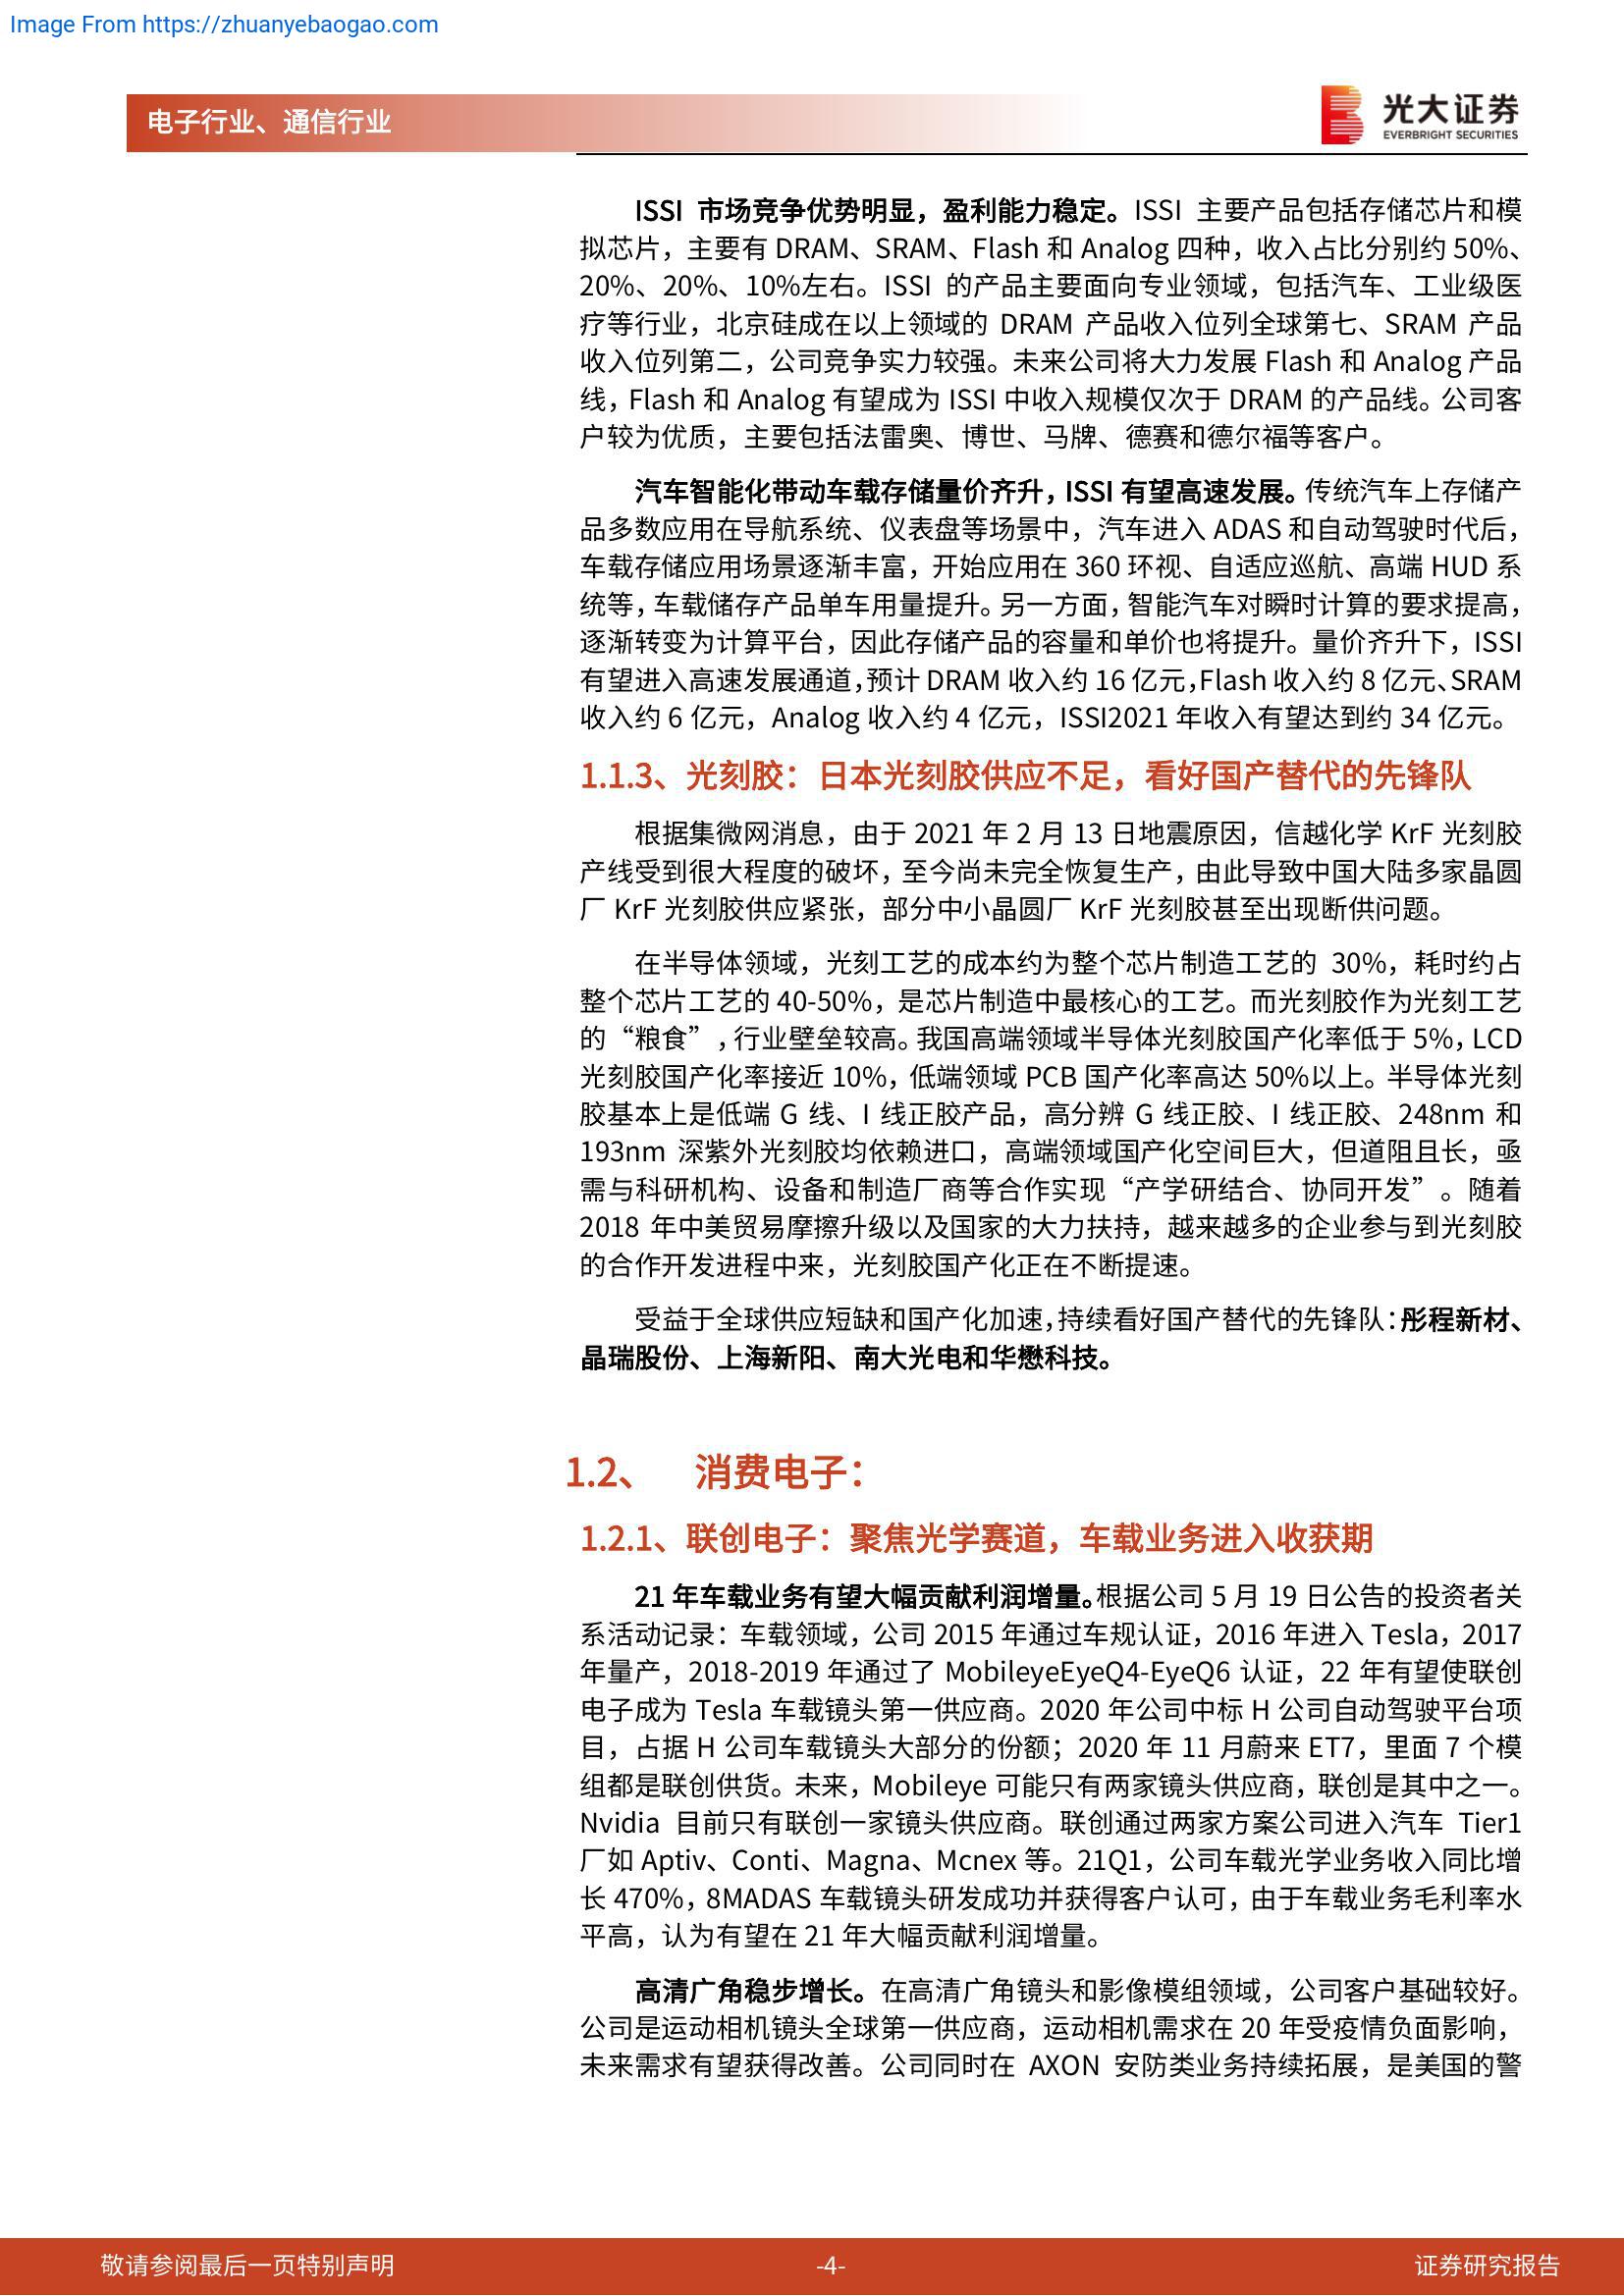 Image From https://zhuanyebaogao.com
电子行业、通信行业
光大证券
EVERBRIGHT SECURITIES
ISSI 市场竞争优势明显，盈利能力稳定。ISSI 主要产品包括存储芯片和模
拟芯片，主要有 DRAM、SRAM、Flash 和 Analog 四种，收入占比分别约 50%、
20%、20%、10%左右。ISSI 的产品主要面向专业领域，包括汽车、工业级医
疗等行业，北京硅成在以上领域的 DRAM 产品收入位列全球第七、SRAM 产品
收入位列第二，公司竞争实力较强。未来公司将大力发展 Flash 和 Analog 产品
线，Flash 和 Analog 有望成为 ISSI 中收入规模仅次于 DRAM 的产品线。公司客
户较为优质，主要包括法雷奥、博世、马牌、德赛和德尔福等客户。
汽车智能化带动车载存储量价齐升，ISSI 有望高速发展。传统汽车上存储产
品多数应用在导航系统、仪表盘等场景中，汽车进入 ADAS 和自动驾驶时代后，
车载存储应用场景逐渐丰富，开始应用在 360 环视、自适应巡航、高端 HUD 系
统等，车载储存产品单车用量提升。另一方面，智能汽车对瞬时计算的要求提高，
逐渐转变为计算平台，因此存储产品的容量和单价也将提升。量价齐升下，ISSI
有望进入高速发展通道，预计 DRAM 收入约 16 亿元，Flash 收入约 8 亿元、SRAM
收入约 6 亿元，Analog 收入约 4 亿元，ISSI2021 年收入有望达到约 34 亿元。
1.1.3、光刻胶：日本光刻胶供应不足，看好国产替代的先锋队
根据集微网消息，由于 2021 年 2 月 13 日地震原因，信越化学 KrF 光刻胶
产线受到很大程度的破坏，至今尚未完全恢复生产，由此导致中国大陆多家晶圆
厂 KrF 光刻胶供应紧张，部分中小晶圆厂 KrF 光刻胶甚至出现断供问题。
在半导体领域，光刻工艺的成本约为整个芯片制造工艺的 30%，耗时约占
整个芯片工艺的 40-50%，是芯片制造中最核心的工艺。而光刻胶作为光刻工艺
的“粮食”，行业壁垒较高。我国高端领域半导体光刻胶国产化率低于 5%，LCD
光刻胶国产化率接近 10%，低端领域 PCB 国产化率高达 50%以上。半导体光刻
胶基本上是低端 G 线、I 线正胶产品，高分辨 G 线正胶、I 线正胶、248nm 和
193nm 深紫外光刻胶均依赖进口，高端领域国产化空间巨大，但道阻且长，亟
需与科研机构、设备和制造厂商等合作实现“产学研结合、协同开发”。随着
2018 年中美贸易摩擦升级以及国家的大力扶持，越来越多的企业参与到光刻胶
的合作开发进程中来，光刻胶国产化正在不断提速。
受益于全球供应短缺和国产化加速，持续看好国产替代的先锋队：彤程新材、
晶瑞股份、上海新阳、南大光电和华懋科技。
1.2、 消费电子：
1.2.1、联创电子：聚焦光学赛道，车载业务进入收获期
21 年车载业务有望大幅贡献利润增量。根据公司 5 月 19 日公告的投资者关
系活动记录：车载领域，公司 2015 年通过车规认证，2016 年进入 Tesla，2017
年量产，2018-2019 年通过了 MobileyeEyeQ4-EyeQ6 认证，22 年有望使联创
电子成为 Tesla 车载镜头第一供应商。2020 年公司中标 H 公司自动驾驶平台项
目，占据 H 公司车载镜头大部分的份额；2020 年 11 月蔚来 ET7，里面 7 个模
组都是联创供货。未来，Mobileye 可能只有两家镜头供应商，联创是其中之一。
Nvidia 目前只有联创一家镜头供应商。联创通过两家方案公司进入汽车 Tier1
厂如 Aptiv、Conti、Magna、Mcnex 等。21Q1，公司车载光学业务收入同比增
长 470%，8MADAS 车载镜头研发成功并获得客户认可，由于车载业务毛利率水
平高，认为有望在 21 年大幅贡献利润增量。
高清广角稳步增长。在高清广角镜头和影像模组领域，公司客户基础较好。
公司是运动相机镜头全球第一供应商，运动相机需求在 20 年受疫情负面影响，
未来需求有望获得改善。公司同时在 AXON 安防类业务持续拓展，是美国的警
敬请参阅最后一页特别声明
-4-
证券研究报告